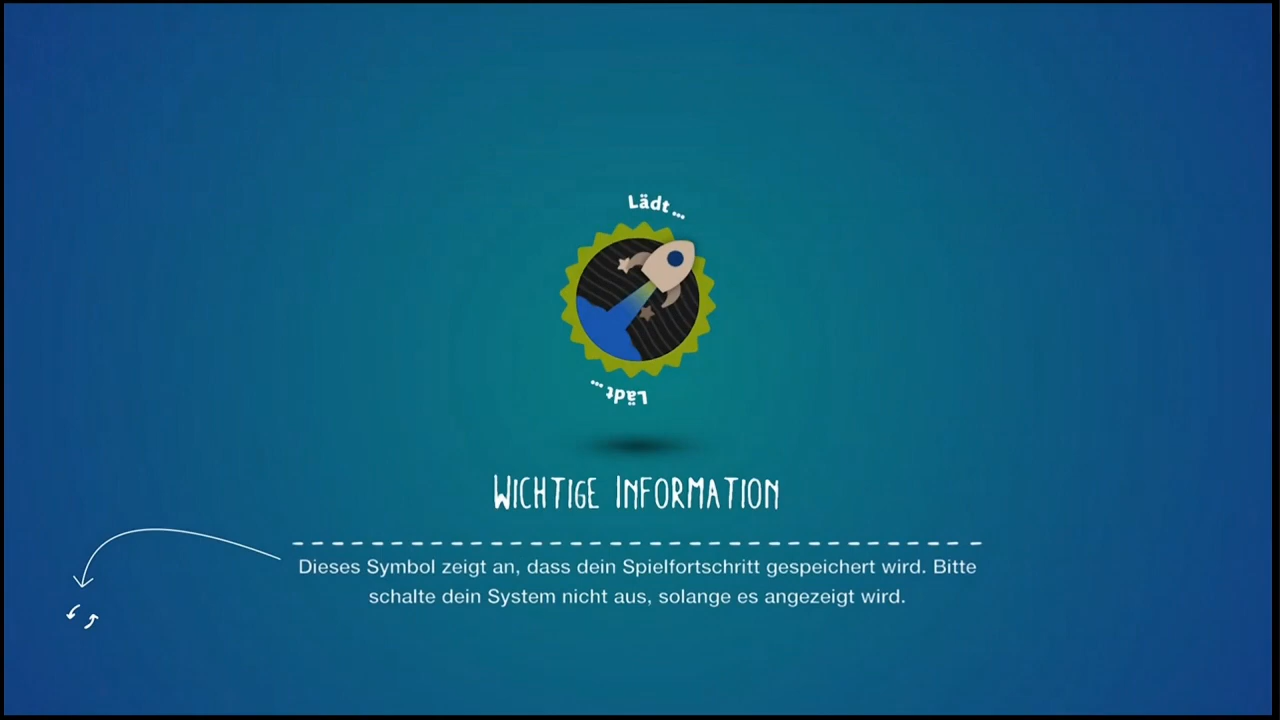 Lädt...
Lädt...
Wichtige Information
Dieses Symbol zeigt an, dass dein Spielfortschritt gespeichert wird. Bitte
schalte dein System nicht aus, solange es angezeigt wird.